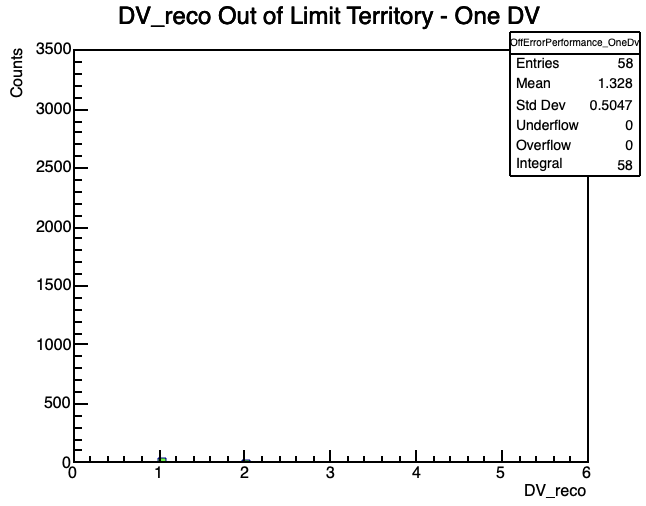 DV_reco Out of Limit Territory - One DV
Counts
3500
3000
2500
2000
1500
1000
500
0
0 1 2 3 4 5 6
DV_reco
OffErrorPerformance_OneDv
Entries 58
Mean 1.328
Std Dev 0.5047
Underflow 0
Overflow 0
Integral 58